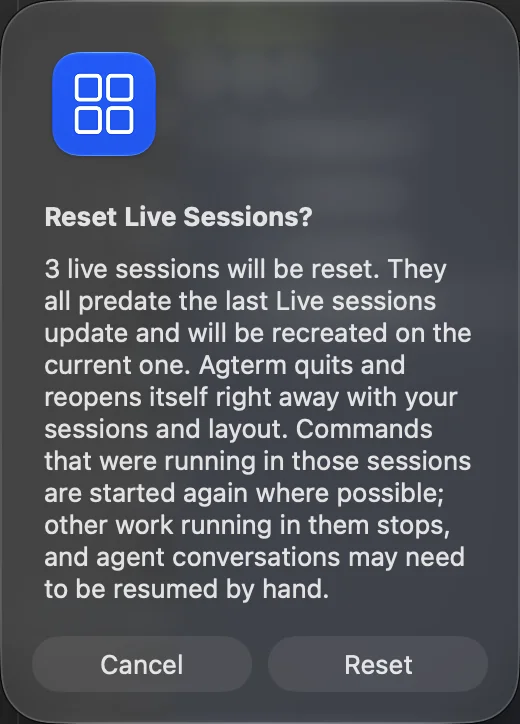 Reset Live Sessions?
3 live sessions will be reset. They
all predate the last Live sessions
update and will be recreated on the
current one. Agterm quits and
reopens itself right away with your
sessions and layout. Commands
that were running in those sessions
are started again where possible;
other work running in them stops,
and agent conversations may need
to be resumed by hand.
Cancel
Reset